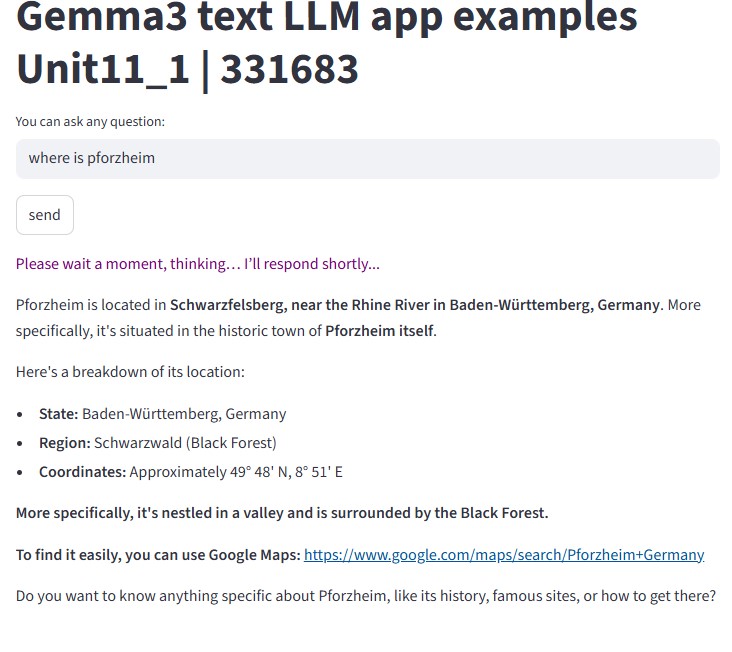 Gemma3 text LLM app examples
Unit11_1 | 331683
You can ask any question:
where is pforzheim
send
Please wait a moment, thinking… I’ll respond shortly...
Pforzheim is located in Schwarzfelsberg, near the Rhine River in Baden-Württemberg, Germany. More
specifically, it's situated in the historic town of Pforzheim itself.
Here's a breakdown of its location:
• State: Baden-Württemberg, Germany
• Region: Schwarzwald (Black Forest)
• Coordinates: Approximately 49° 48' N, 8° 51' E
More specifically, it's nestled in a valley and is surrounded by the Black Forest.
To find it easily, you can use Google Maps: https://www.google.com/maps/search/Pforzheim+Germany
Do you want to know anything specific about Pforzheim, like its history, famous sites, or how to get there?